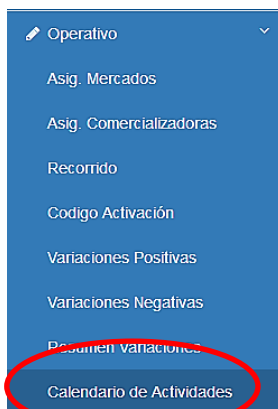 Operativo
Asig. Mercados
Asig. Comercializadoras
Recorrido
Codigo Activación
Variaciones Positivas
Variaciones Negativas
Resumen Variaciones
Calendario de Actividades